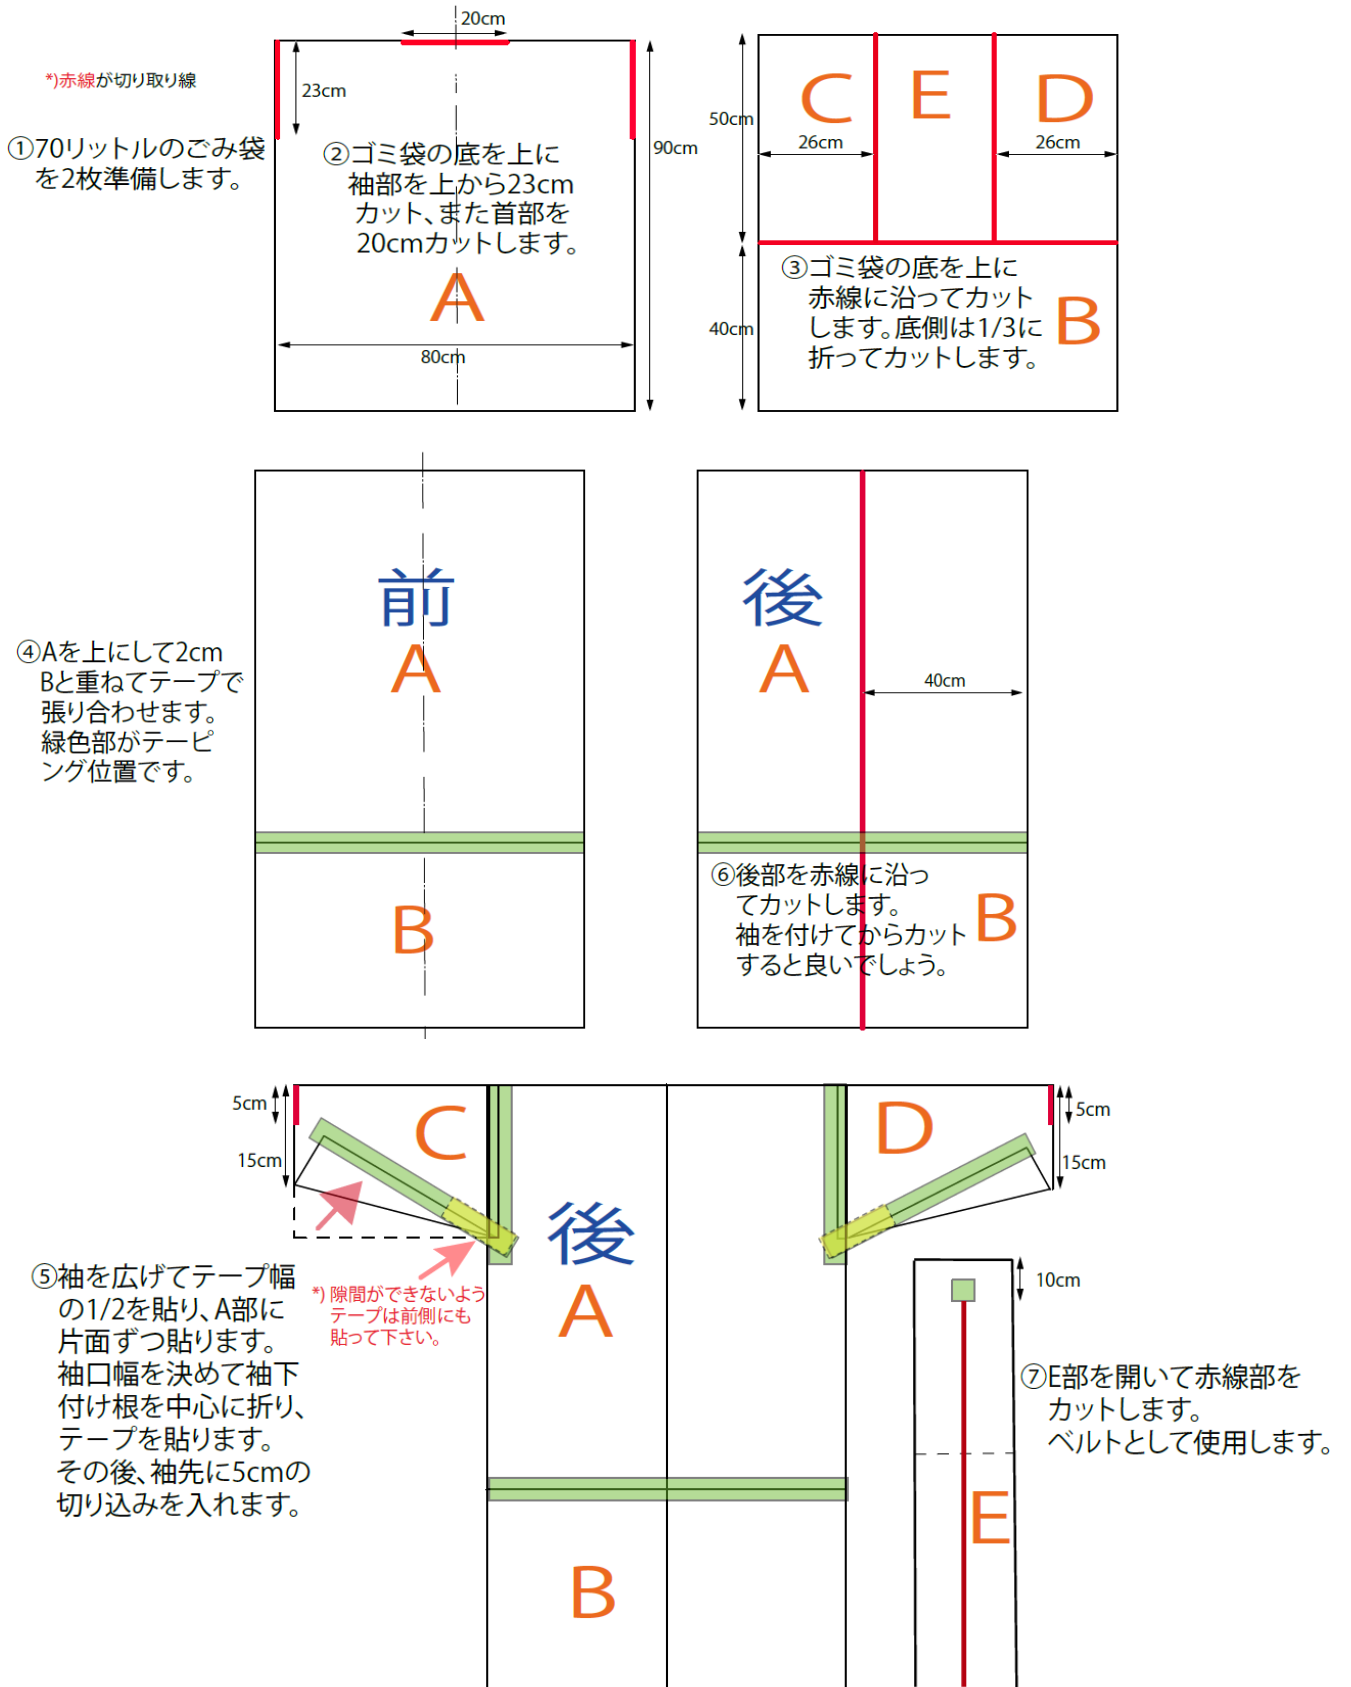 20cm
*)赤線が切り取り線
23cm
90cm
①70リットルのごみ袋
を2枚準備します。
②ゴミ袋の底を上に
袖部を上から23cm
カット、また首部を
20cmカットします。
A
80cm
C
E
D
50cm
26cm
26cm
③ゴミ袋の底を上に
赤線に沿ってカット
します。底側は1/3に
折ってカットします。
B
40cm
前
A
④Aを上にして2cm
Bと重ねてテープで
張り合わせます。
緑色部がテーピ
ング位置です。
B
後
A
40cm
⑥後部を赤線に沿っ
てカットします。
袖を付けてからカット
すると良いでしょう。
B
5cm
15cm
C
D
5cm
15cm
後
A
*) 隙間ができないよう
テープは前側にも
貼って下さい。
⑤袖を広げてテープ幅
の1/2を貼り、A部に
片面ずつ貼ります。
袖口幅を決めて袖下
付け根を中心に折り、
テープを貼ります。
その後、袖先に5cmの
切り込みを入れます。
B
10cm
⑦E部を開いて赤線部を
カットします。
ベルトとして使用します。
E